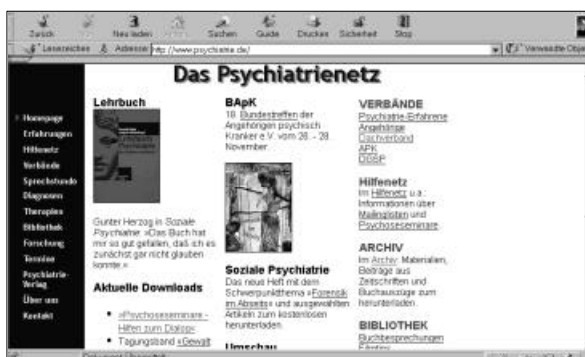 Zurück Neu laden Suchen Guide Drucken Sicherheit Stop
Lesezeichen Adresse: http://www.psychiatrie.de/ Verwandte Obje
Das Psychiatrienetz
Homepage
Erfahrungen
Hilfenetz
Verbände
Sprechstunde
Diagnosen
Therapien
Bibliothek
Forschung
Termine
Psychiatrie-
Verlag
Über uns
Kontakt
Lehrbuch
Gunter Herzog in Soziale
Psychiatrie: »Das Buch hat
mir so gut gefallen, daß ich es
zunächst gar nicht glauben
konnte.«
Aktuelle Downloads
»Psychoseseminare -
Hilfen zum Dialog«
Tagungsband »Gewalt
BApK
18. Bundestreffen der
Angehörigen psychisch
Kranker e.V. vom 26. - 28.
November.
Soziale Psychiatrie
Das neue Heft mit dem
Schwerpunktthema »Forensik
im Abseits« und ausgewählten
Artikeln zum kostenlosen
herunterladen.
Umschau
VERBÄNDE
Psychiatrie-Erfahrene
Angehörige
Dachverband
APK
DGSP
Hilfenetz
Im Hilfenetz u.a.:
Informationen über
Mailinglisten und
Psychoseseminare.
ARCHIV
Im Archiv: Materialien,
Beiträge aus
Zeitschriften und
Buchauszüge zum
herunterladen.
BIBLIOTHEK
Buchbesprechungen